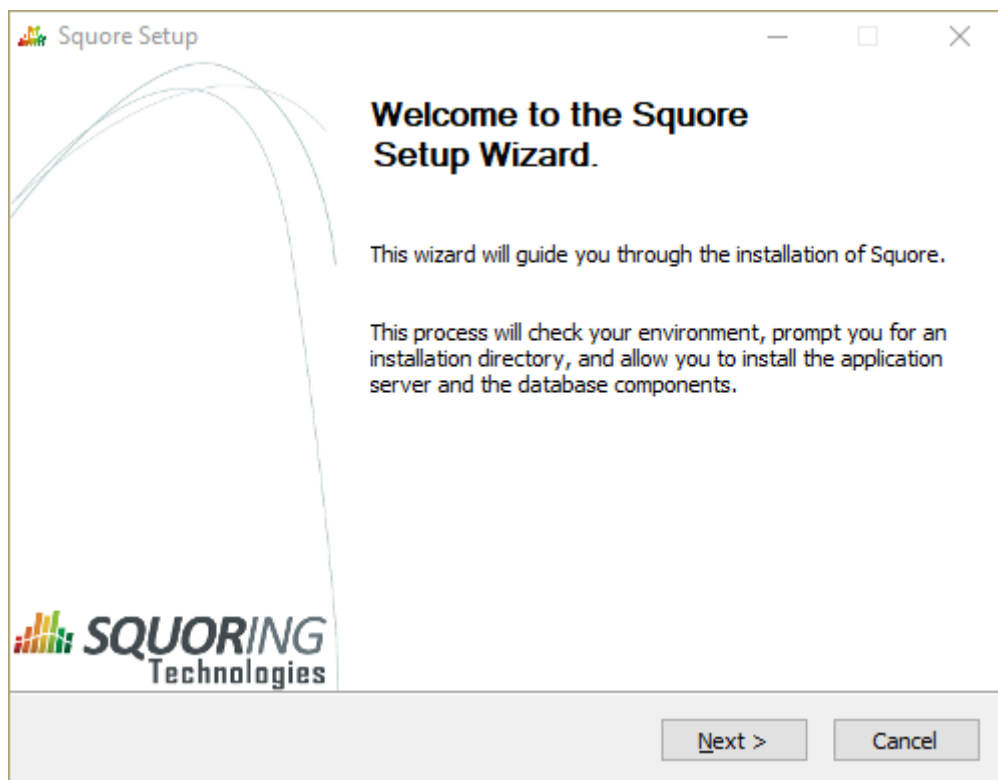 Squore Setup
Welcome to the Squore
Setup Wizard.
This wizard will guide you through the installation of Squore.
This process will check your environment, prompt you for an
installation directory, and allow you to install the application
server and the database components.
SQUORING
Technologies
Next >
Cancel